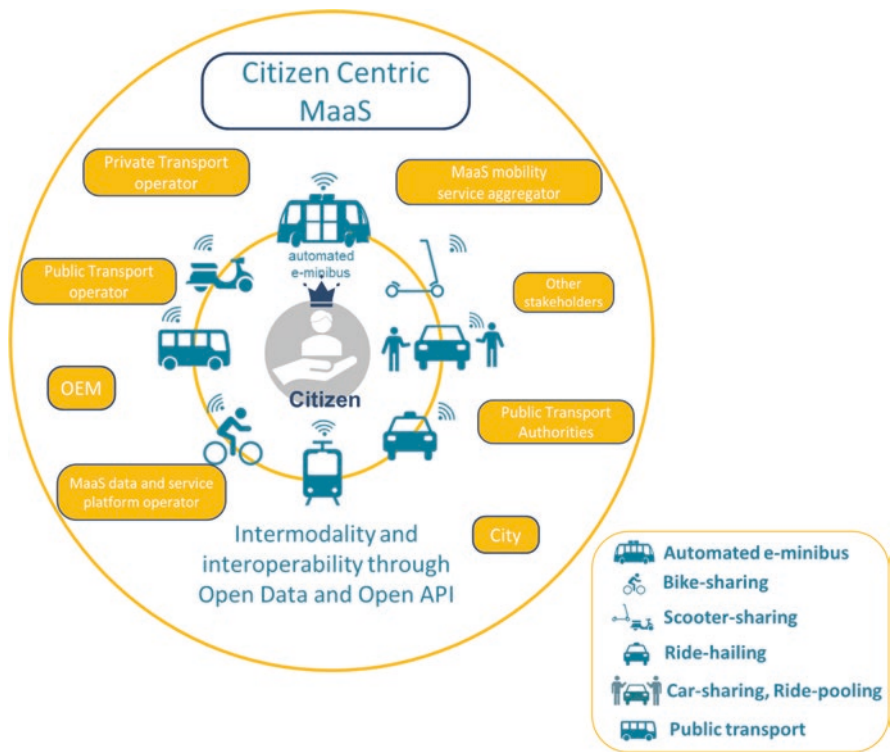 Citizen Centric
MaaS
Private Transport
operator
MaaS mobility
service aggregator
automated
e-minibus
Public Transport
operator
Other
stakeholders
OEM
Citizen
Public Transport
Authorities
MaaS data and service
platform operator
City
Intermodality and
interoperability through
Open Data and Open API
Automated e-minibus
Bike-sharing
Scooter-sharing
Ride-hailing
Car-sharing, Ride-pooling
Public transport